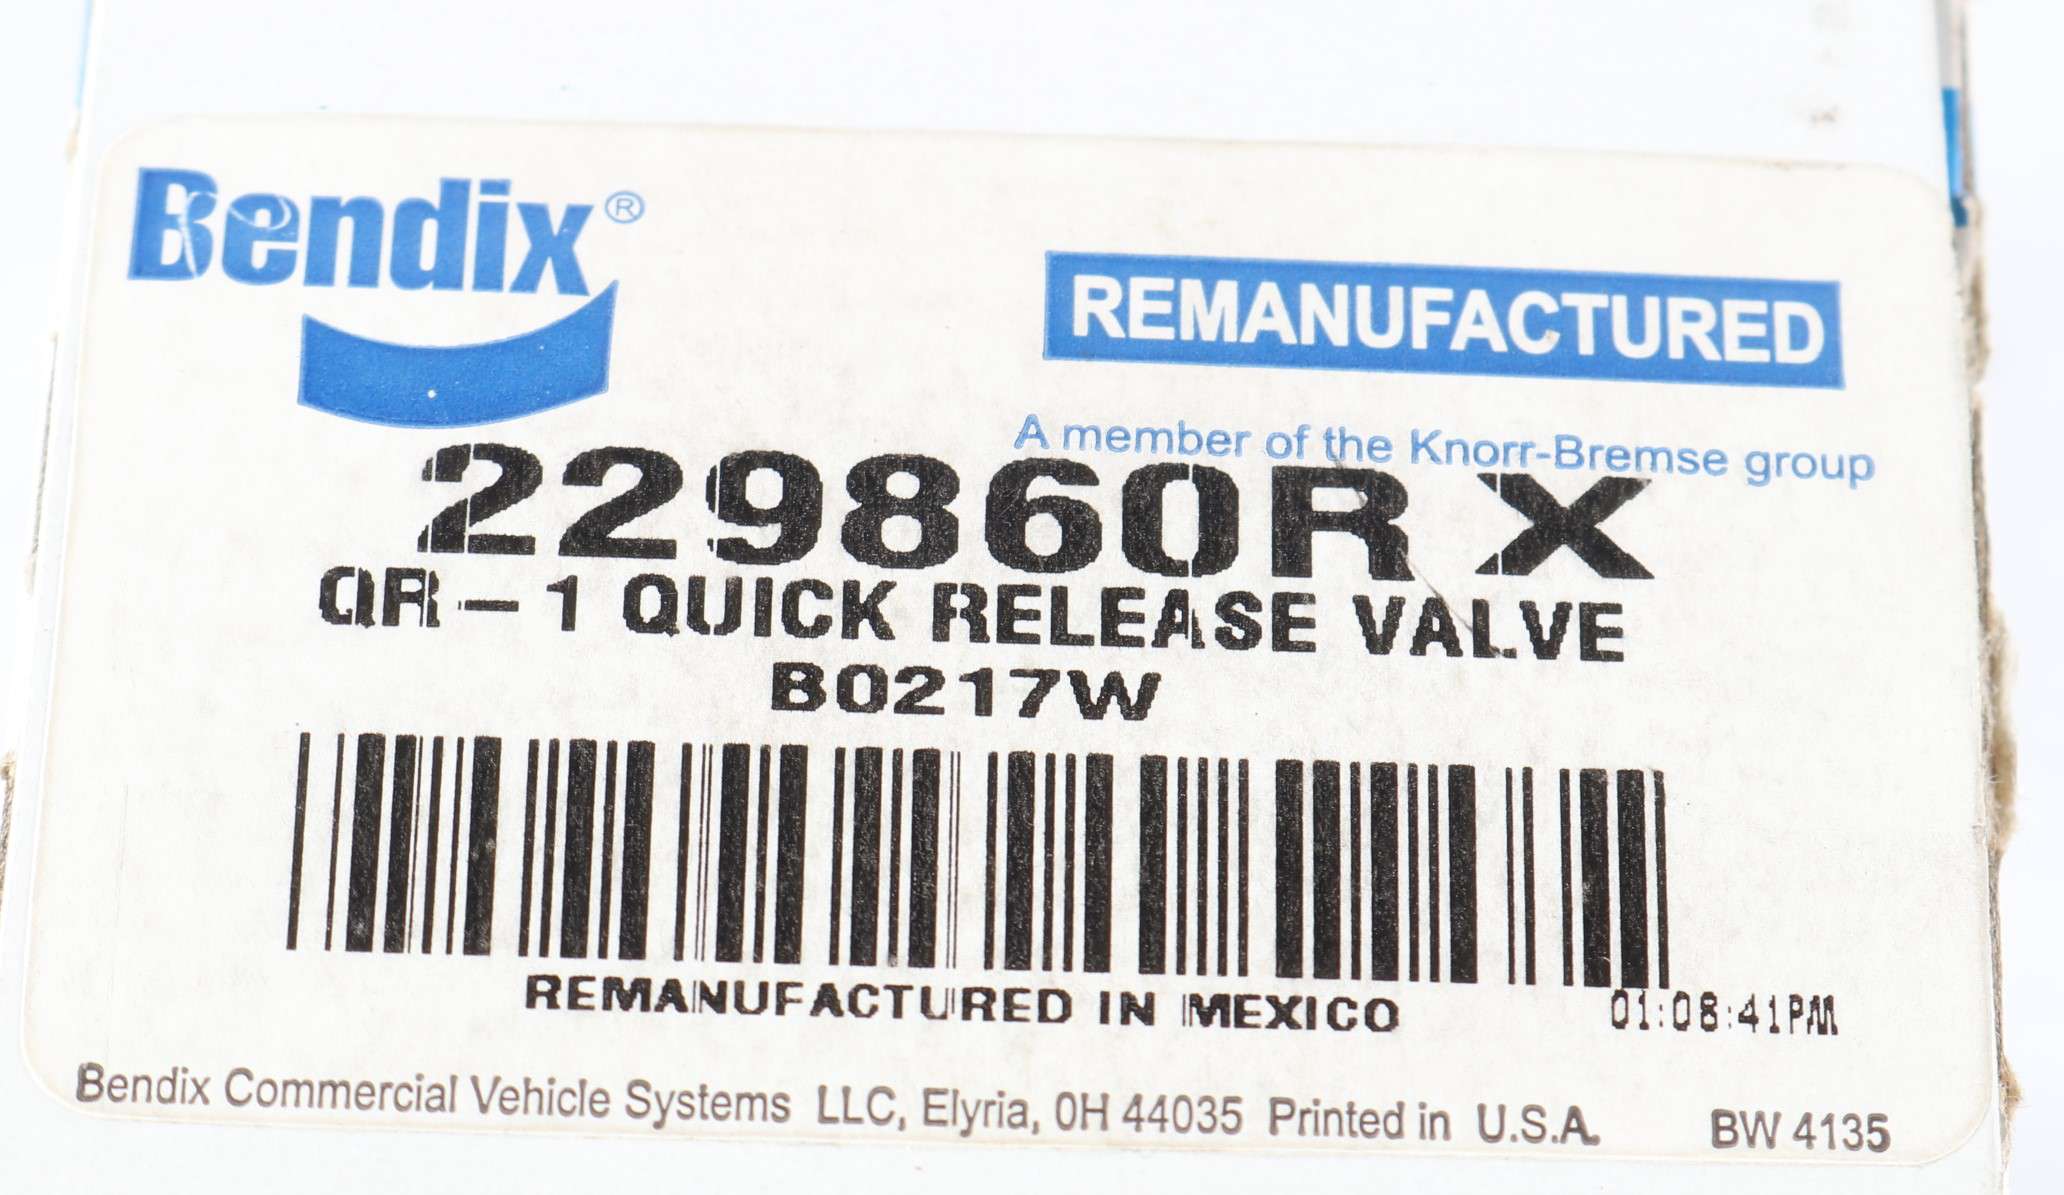 Bendix®
REMANUFACTURED
A member of the Knorr-Bremse group
229860RX
QR-1 QUICK RELEASE VALVE
B0217W
REMANUFACTURED IN MEXICO
01:08:41PM
Bendix Commercial Vehicle Systems LLC, Elyria, OH 44035 Printed in U.S.A.
BW 4135